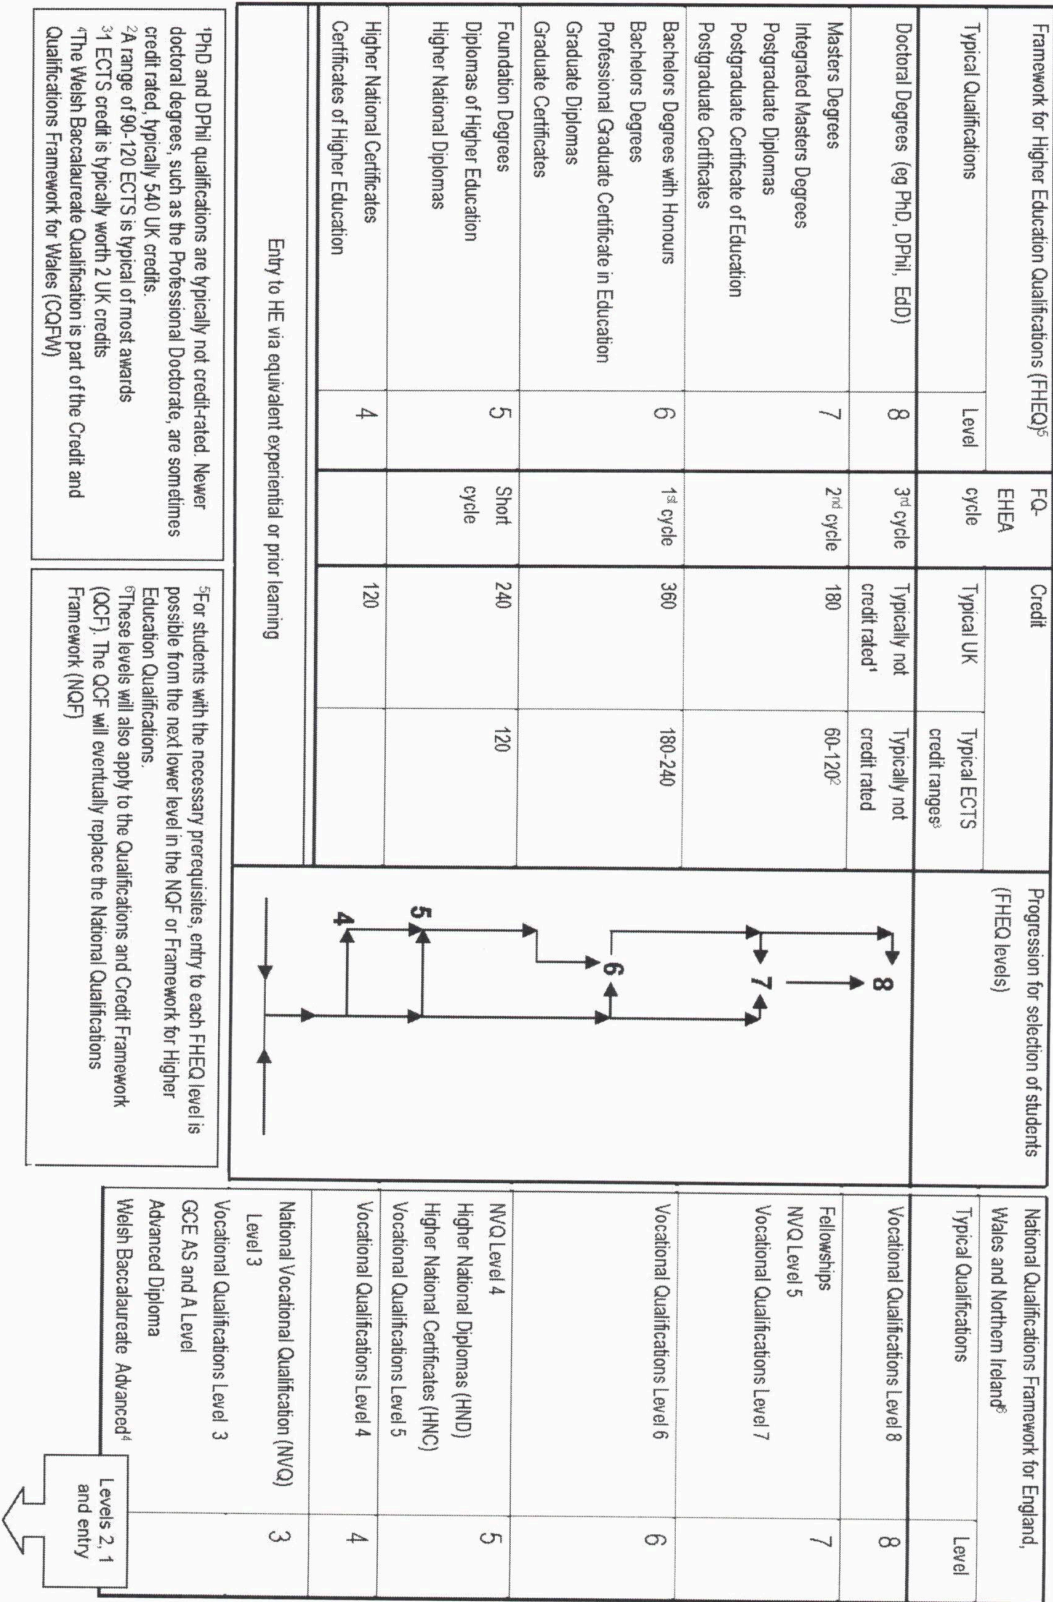 Framework for Higher Education Qualifications (FHEQ)⁵
FQ-
EHEA
Credit
Progression for selection of students
(FHEQ levels)
National Qualifications Framework for England,
Wales and Northern Ireland⁶
Typical Qualifications
Level
cycle
Typical UK
Typical ECTS
credit ranges³
Typical Qualifications
Level
Doctoral Degrees (eg PhD, DPhil, EdD)
8
3rd cycle
Typically not
credit rated¹
Typically not
credit rated
8
Vocational Qualifications Level 8
8
Masters Degrees
Integrated Masters Degrees
Postgraduate Diplomas
Postgraduate Certificate of Education
Postgraduate Certificates
7
2nd cycle
180
60-120²
7
Fellowships
NVQ Level 5
Vocational Qualifications Level 7
7
Bachelors Degrees with Honours
Bachelors Degrees
Professional Graduate Certificate in Education
Graduate Diplomas
Graduate Certificates
6
1st cycle
360
180-240
6
Vocational Qualifications Level 6
6
Foundation Degrees
Diplomas of Higher Education
Higher National Diplomas
5
Short
cycle
240
120
5
NVQ Level 4
Higher National Diplomas (HND)
Higher National Certificates (HNC)
Vocational Qualifications Level 5
5
Higher National Certificates
Certificates of Higher Education
4
120
4
Vocational Qualifications Level 4
4
Entry to HE via equivalent experiential or prior learning
National Vocational Qualification (NVQ)
Level 3
Vocational Qualifications Level 3
GCE AS and A Level
Advanced Diploma
Welsh Baccalaureate Advanced⁴
3
Levels 2, 1
and entry
¹PhD and DPhil qualifications are typically not credit-rated. Newer
doctoral degrees, such as the Professional Doctorate, are sometimes
credit rated, typically 540 UK credits.
²A range of 90-120 ECTS is typical of most awards
³1 ECTS credit is typically worth 2 UK credits
⁴The Welsh Baccalaureate Qualification is part of the Credit and
Qualifications Framework for Wales (CQFW)
⁵For students with the necessary prerequisites, entry to each FHEQ level is
possible from the next lower level in the NQF or Framework for Higher
Education Qualifications.
⁶These levels will also apply to the Qualifications and Credit Framework
(QCF). The QCF will eventually replace the National Qualifications
Framework (NQF)